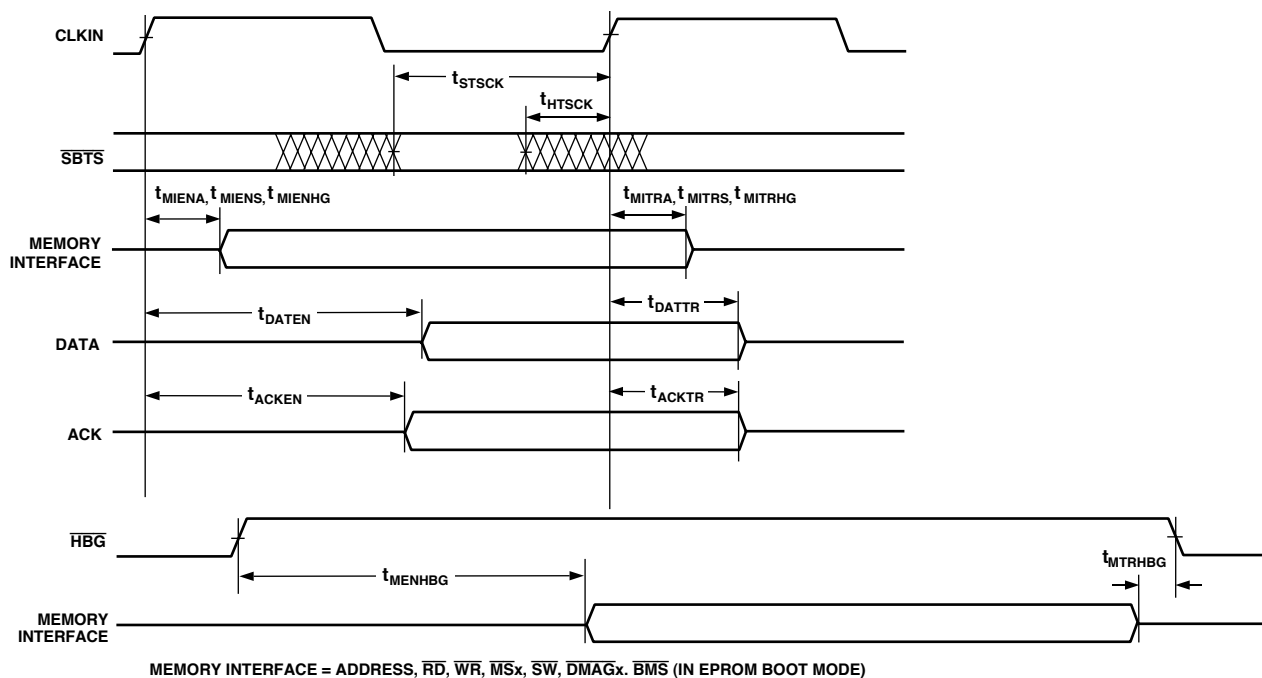 CLKIN
tSTSCK
tHTSCK
SBTS
tMIENA, tMIENS, tMIENHG
tMITRA, tMITRS, tMITRHG
MEMORY
INTERFACE
tDATEN
tDATTR
DATA
tACKEN
tACKTR
ACK
HBG
tMENHBG
tMTRHBG
MEMORY
INTERFACE
MEMORY INTERFACE = ADDRESS, RD, WR, MSx, SW, DMAGx. BMS (IN EPROM BOOT MODE)